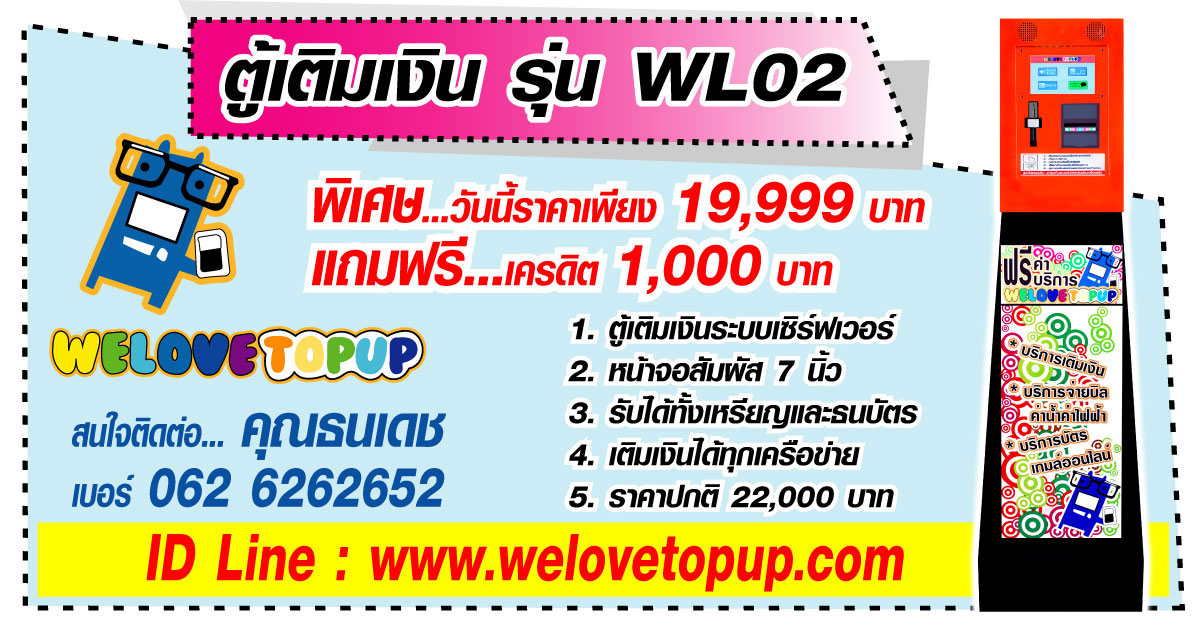 ตู้เติมเงิน รุ่น WL02
พิเศษ...วันนี้ราคาเพียง 19,999 บาท
แถมฟรี...เครดิต 1,000 บาท
WELOVE TOPUP
สนใจติดต่อ... คุณธนเดช
เบอร์ 062 6262652
1. ตู้เติมเงินระบบเซิร์ฟเวอร์
2. หน้าจอสัมผัส 7 นิ้ว
3. รับได้ทั้งเหรียญและธนบัตร
4. เติมเงินได้ทุกเครือข่าย
5. ราคาปกติ 22,000 บาท
ID Line : www.welovetopup.com
WELOVETOPUP
ฟรี ค่า
บริการ
WELOVE TOPUP
* บริการเติมเงิน
* บริการจ่ายบิล
ค่าน้ำค่าไฟฟ้า
* บริการบัตร
เกมส์ออนไลน์